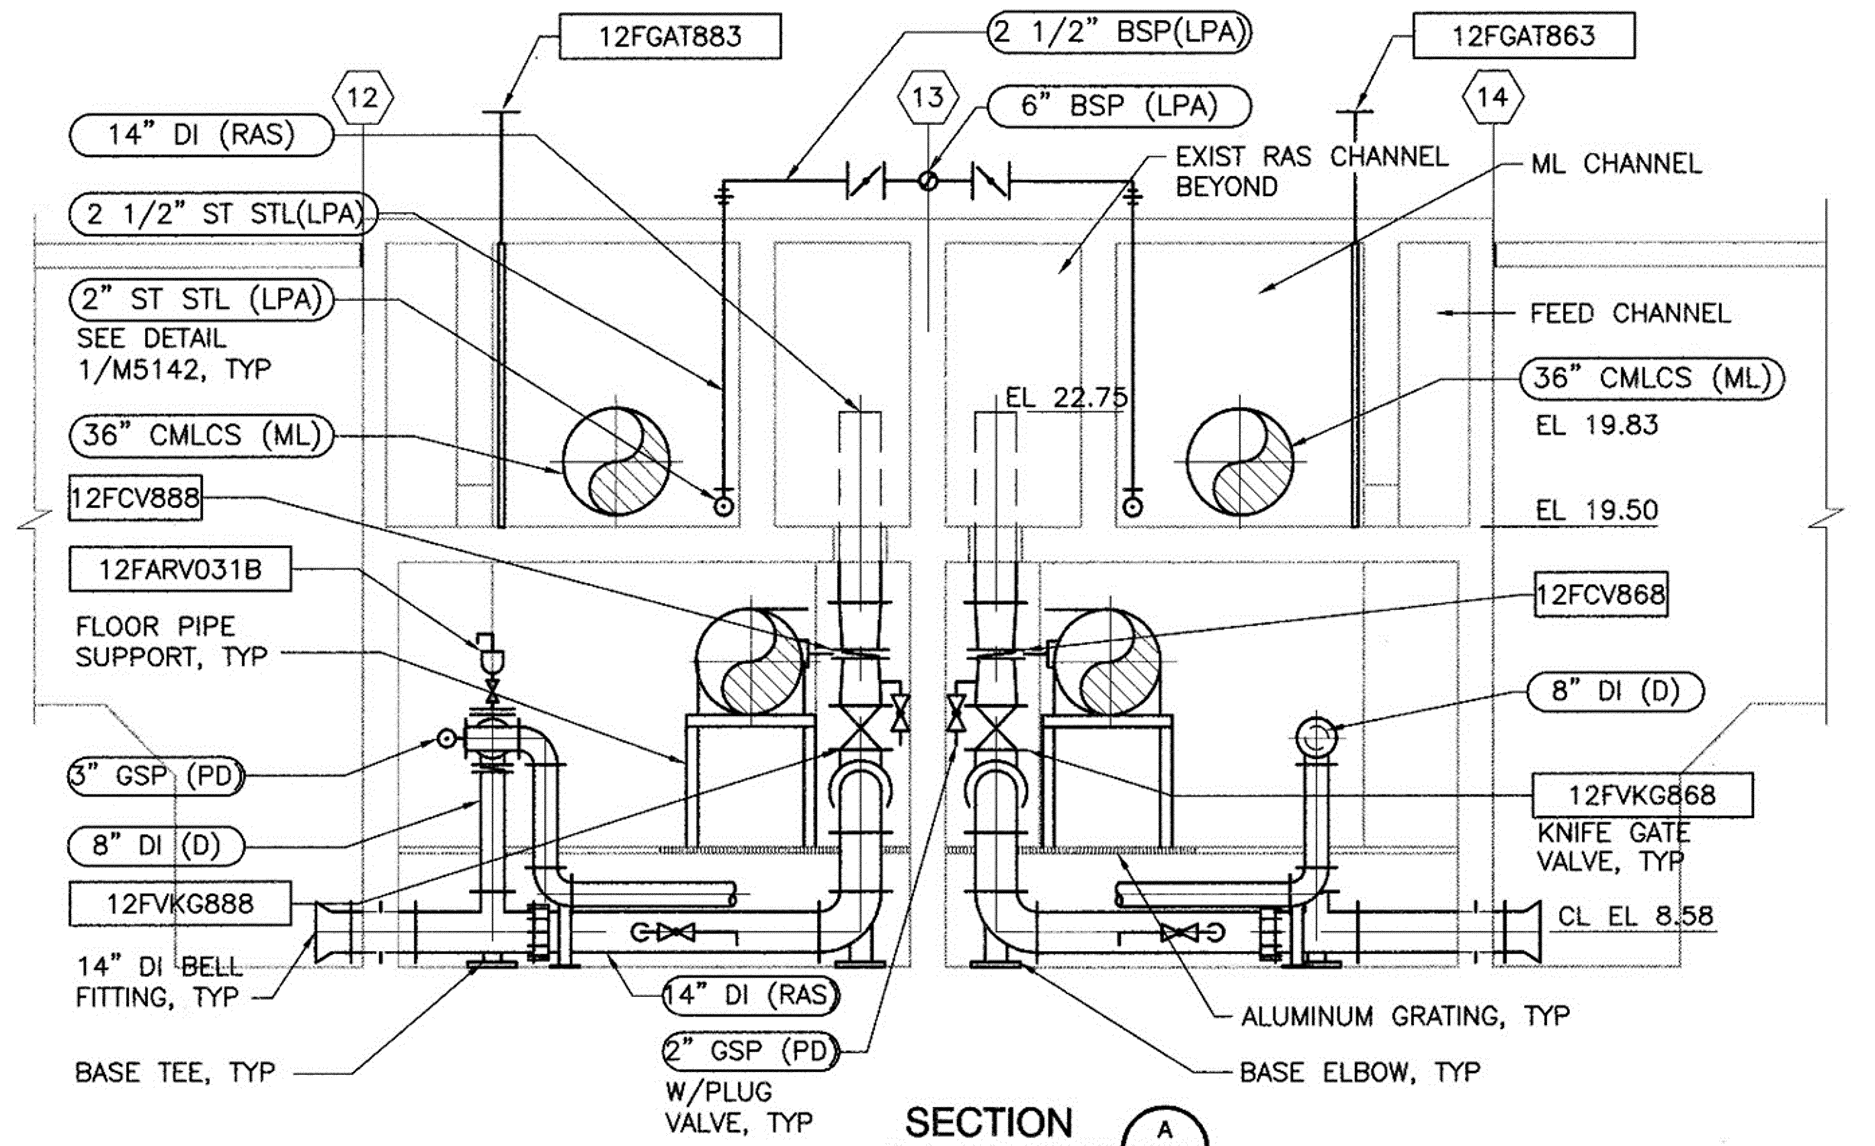 12FGAT883
2 1/2" BSP(LPA)
12FGAT863
12
13
14
6" BSP (LPA)
14" DI (RAS)
EXIST RAS CHANNEL
BEYOND
ML CHANNEL
2 1/2" ST STL(LPA)
2" ST STL (LPA)
SEE DETAIL
1/M5142, TYP
FEED CHANNEL
36" CMLCS (ML)
EL 19.83
EL 22.75
36" CMLCS (ML)
12FCV888
EL 19.50
12FARV031B
12FCV868
FLOOR PIPE
SUPPORT, TYP
8" DI (D)
3" GSP (PD)
12FVKG868
KNIFE GATE
VALVE, TYP
8" DI (D)
12FVKG888
CL EL 8.58
14" DI BELL
FITTING, TYP
14" DI (RAS)
ALUMINUM GRATING, TYP
2" GSP (PD)
W/PLUG
VALVE, TYP
BASE TEE, TYP
BASE ELBOW, TYP
SECTION
A